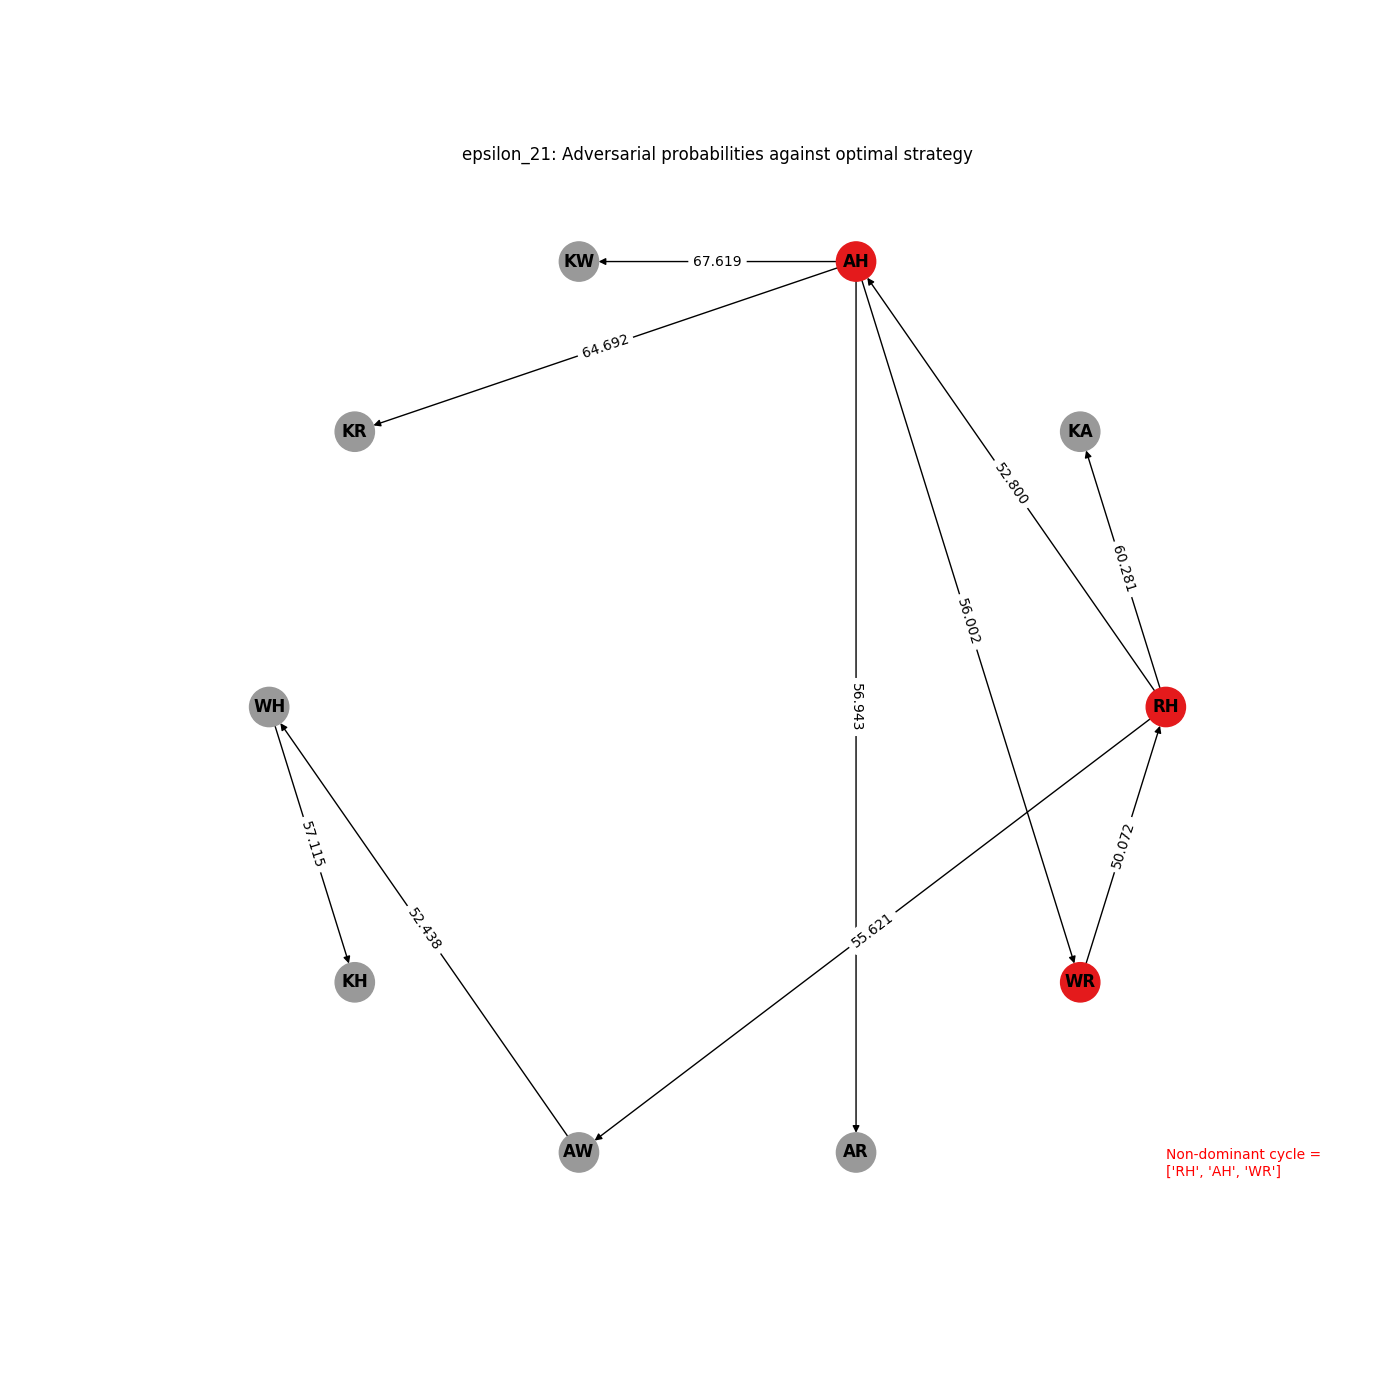 epsilon_21: Adversarial probabilities against optimal strategy
KW
67.619
AH
64.692
KR
KA
52.800
60.281
56.002
WH
56.943
RH
57.115
50.072
52.438
55.621
KH
WR
AW
AR
Non-dominant cycle =
['RH', 'AH', 'WR']